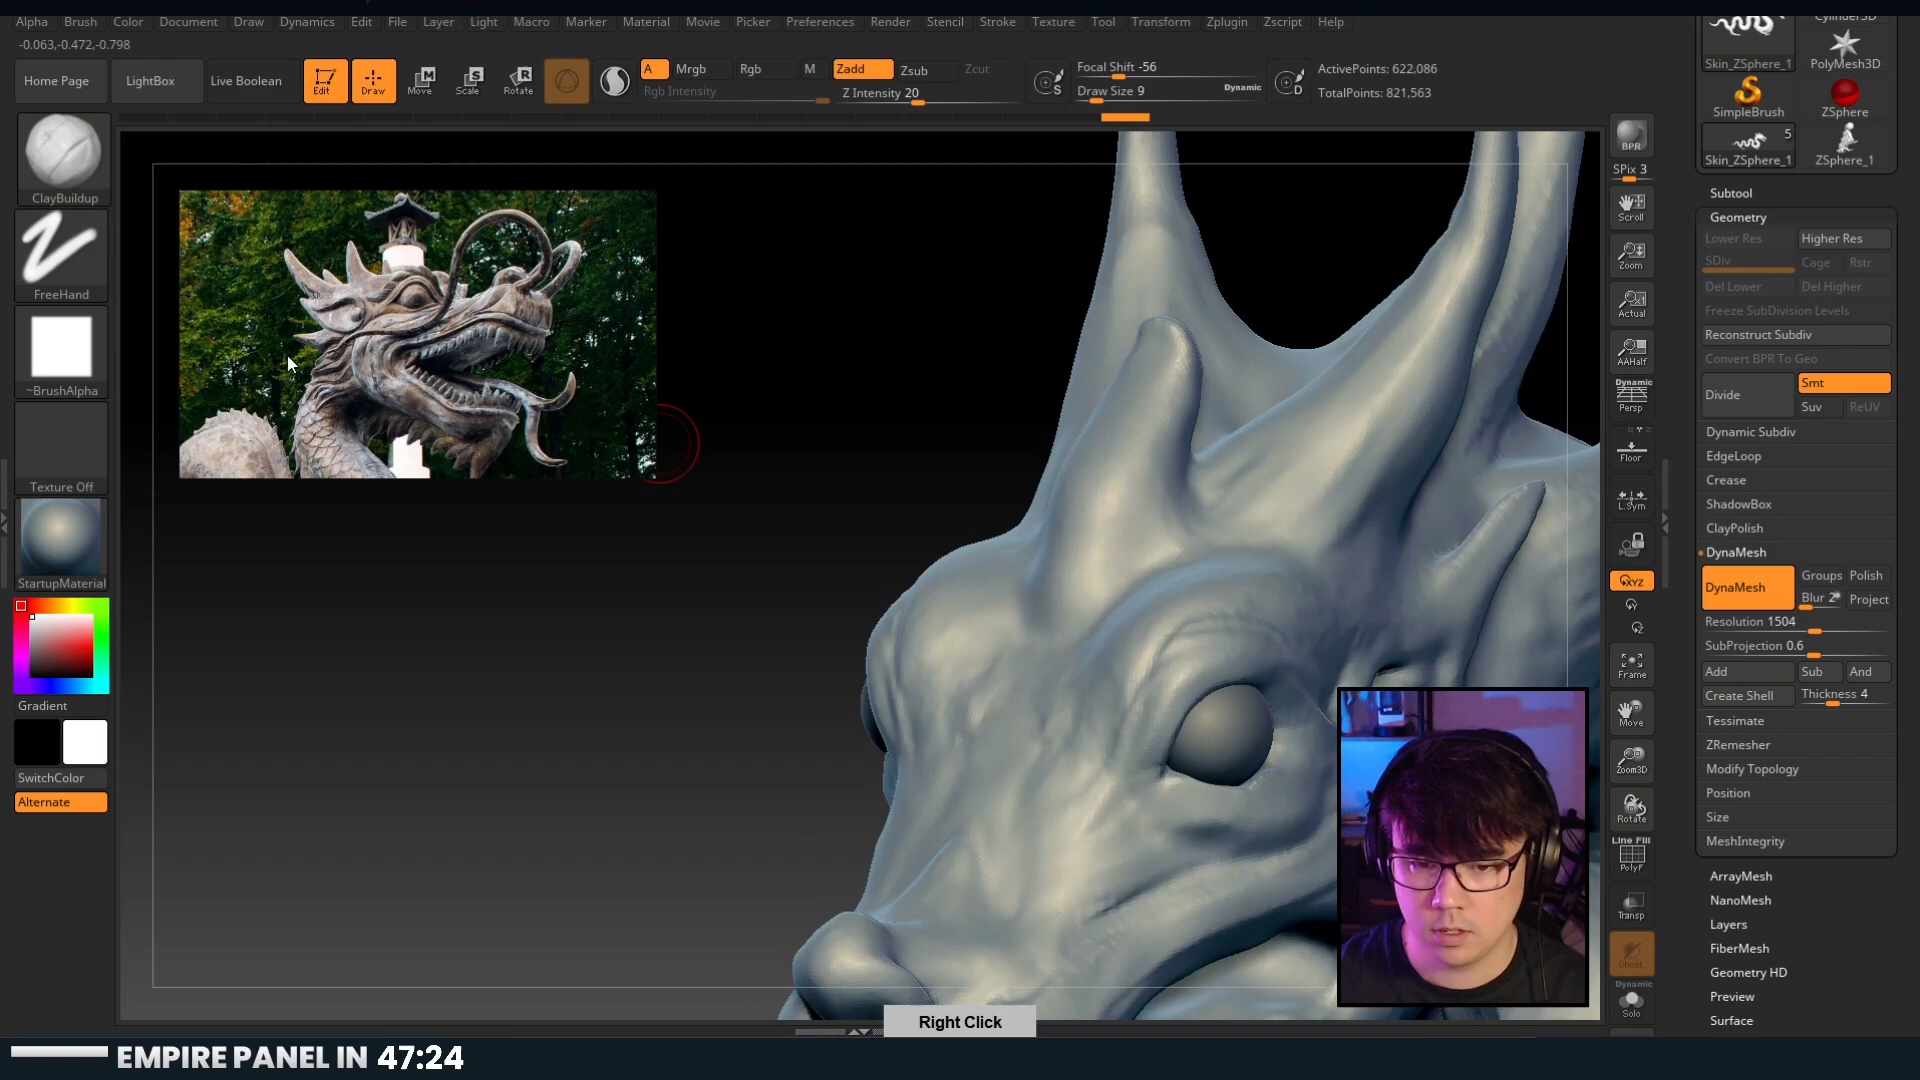 Alpha Brush Color Document Draw Dynamics Edit File Layer Light Macro Marker Material Movie Picker Preferences Render Stencil Stroke Texture Tool Transform Zplugin Zscript Help
-0.063,-0.472,-0.798
Home Page LightBox Live Boolean Edit Draw Move Scale Rotate
A Mrgb Rgb M Zadd Zsub Zcut
Rgb Intensity Z Intensity 20
Focal Shift -56
Draw Size 9 Dynamic
S
D
ActivePoints: 622,086
TotalPoints: 821,563
ClayBuildup
FreeHand
~BrushAlpha
Texture Off
StartupMaterial
Gradient
SwitchColor
Alternate
BPR
SPix 3
Scroll
Zoom
Actual
AAHalf
Dynamic
Persp
Floor
L.Sym
XYZ
Frame
Move
Zoom3D
Rotate
Line Fill
PolyF
Transp
Ghost
Dynamic
Solo
Cylinder3D
Skin_ZSphere_1 PolyMesh3D
SimpleBrush ZSphere
5
Skin_ZSphere_1 ZSphere_1
Subtool
Geometry
Lower Res Higher Res
SDiv Cage Rstr
Del Lower Del Higher
Freeze SubDivision Levels
Reconstruct Subdiv
Convert BPR To Geo
Divide Smt
Suv ReUV
Dynamic Subdiv
EdgeLoop
Crease
ShadowBox
ClayPolish
DynaMesh
DynaMesh Groups Polish
Blur 2 Project
Resolution 1504
SubProjection 0.6
Add Sub And
Create Shell Thickness 4
Tessimate
ZRemesher
Modify Topology
Position
Size
MeshIntegrity
ArrayMesh
NanoMesh
Layers
FiberMesh
Geometry HD
Preview
Surface
Right Click
EMPIRE PANEL IN 47:24